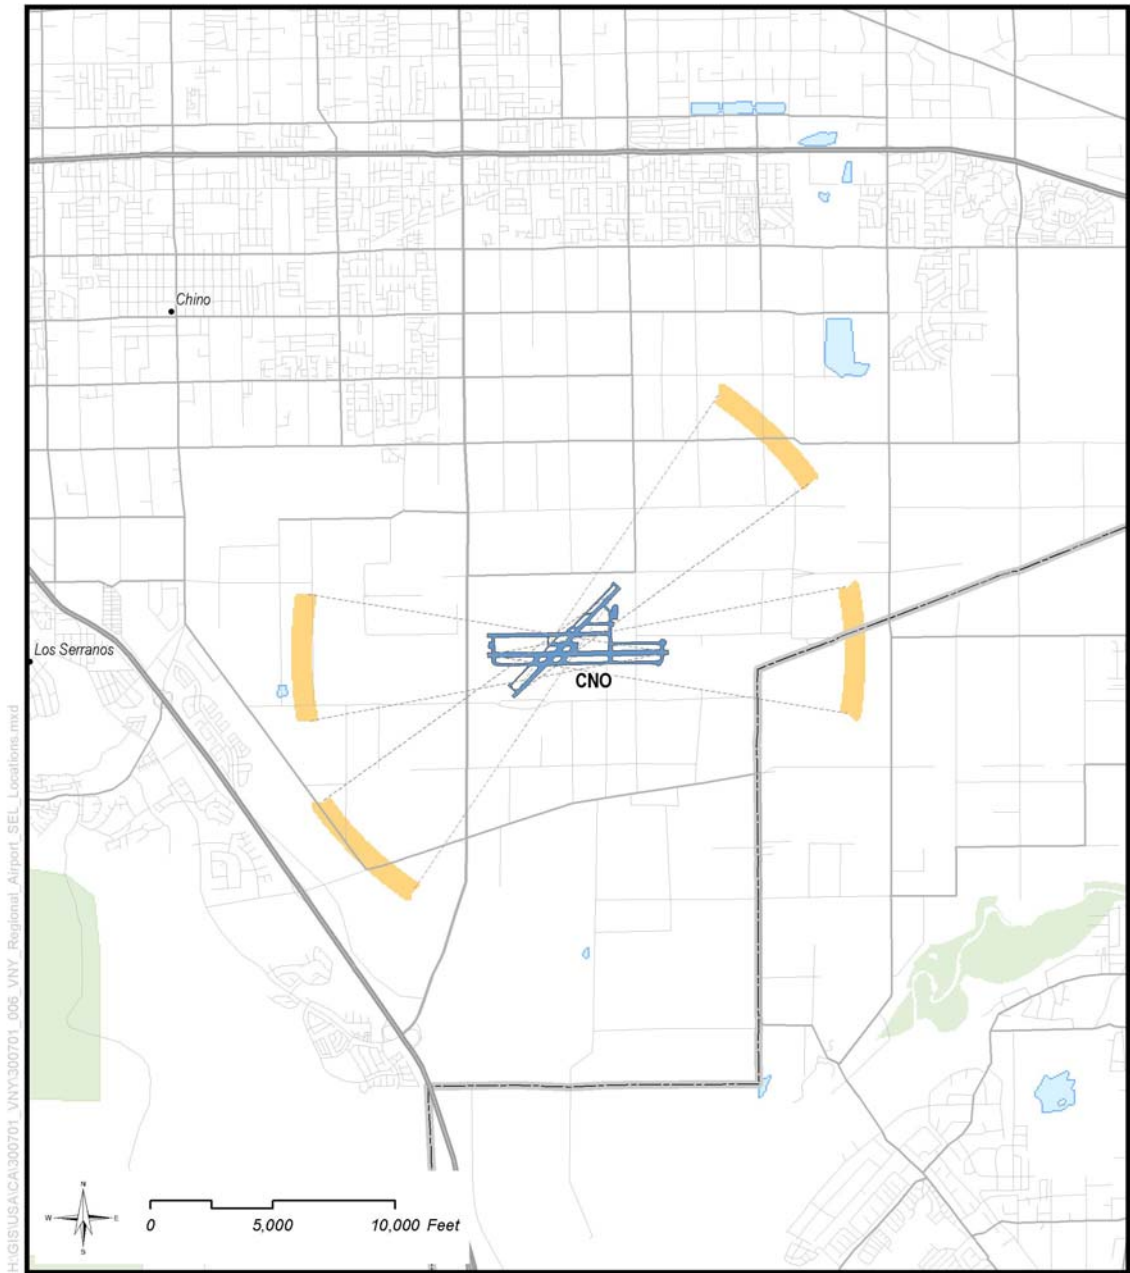 Chino
Los Serranos
CNO
H:\GIS\USA\CA\300701_VNY\300701_006_VNY_Regional_Airport_SEL_Locations.mxd
N
W E
S
0 5,000 10,000 Feet